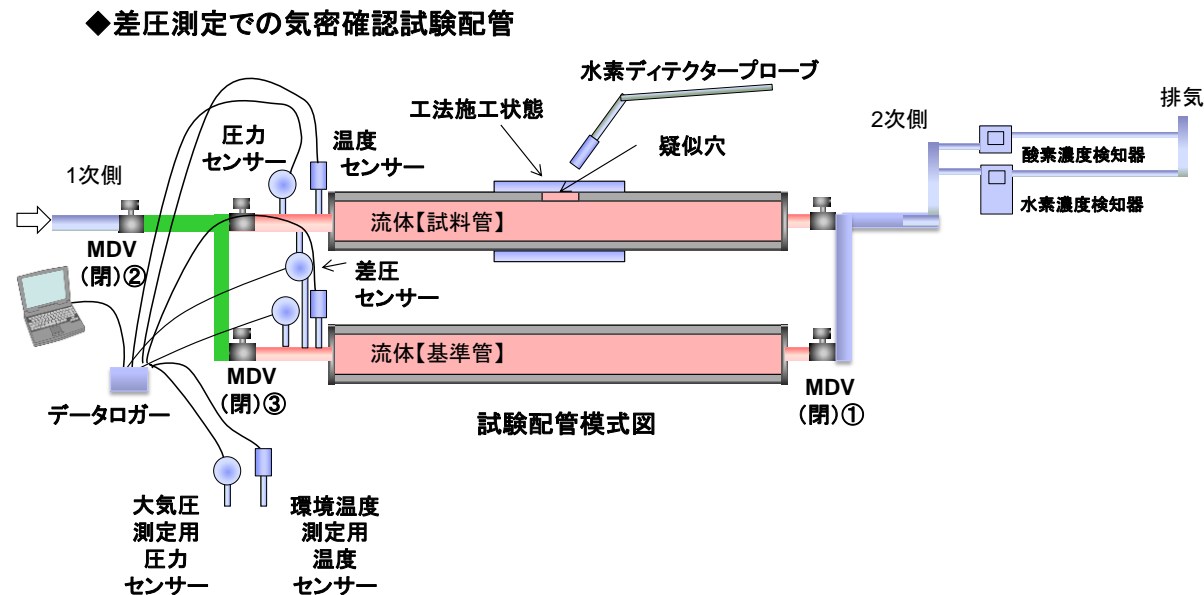 ◆差圧測定での気密確認試験配管
水素ディテクタープローブ
工法施工状態
疑似穴
圧力
センサー
温度
センサー
1次側
2次側
排気
酸素濃度検知器
水素濃度検知器
流体【試料管】
MDV
(閉)②
差圧
センサー
流体【基準管】
MDV
(閉)③
MDV
(閉)①
データロガー
試験配管模式図
大気圧
測定用
圧力
センサー
環境温度
測定用
温度
センサー